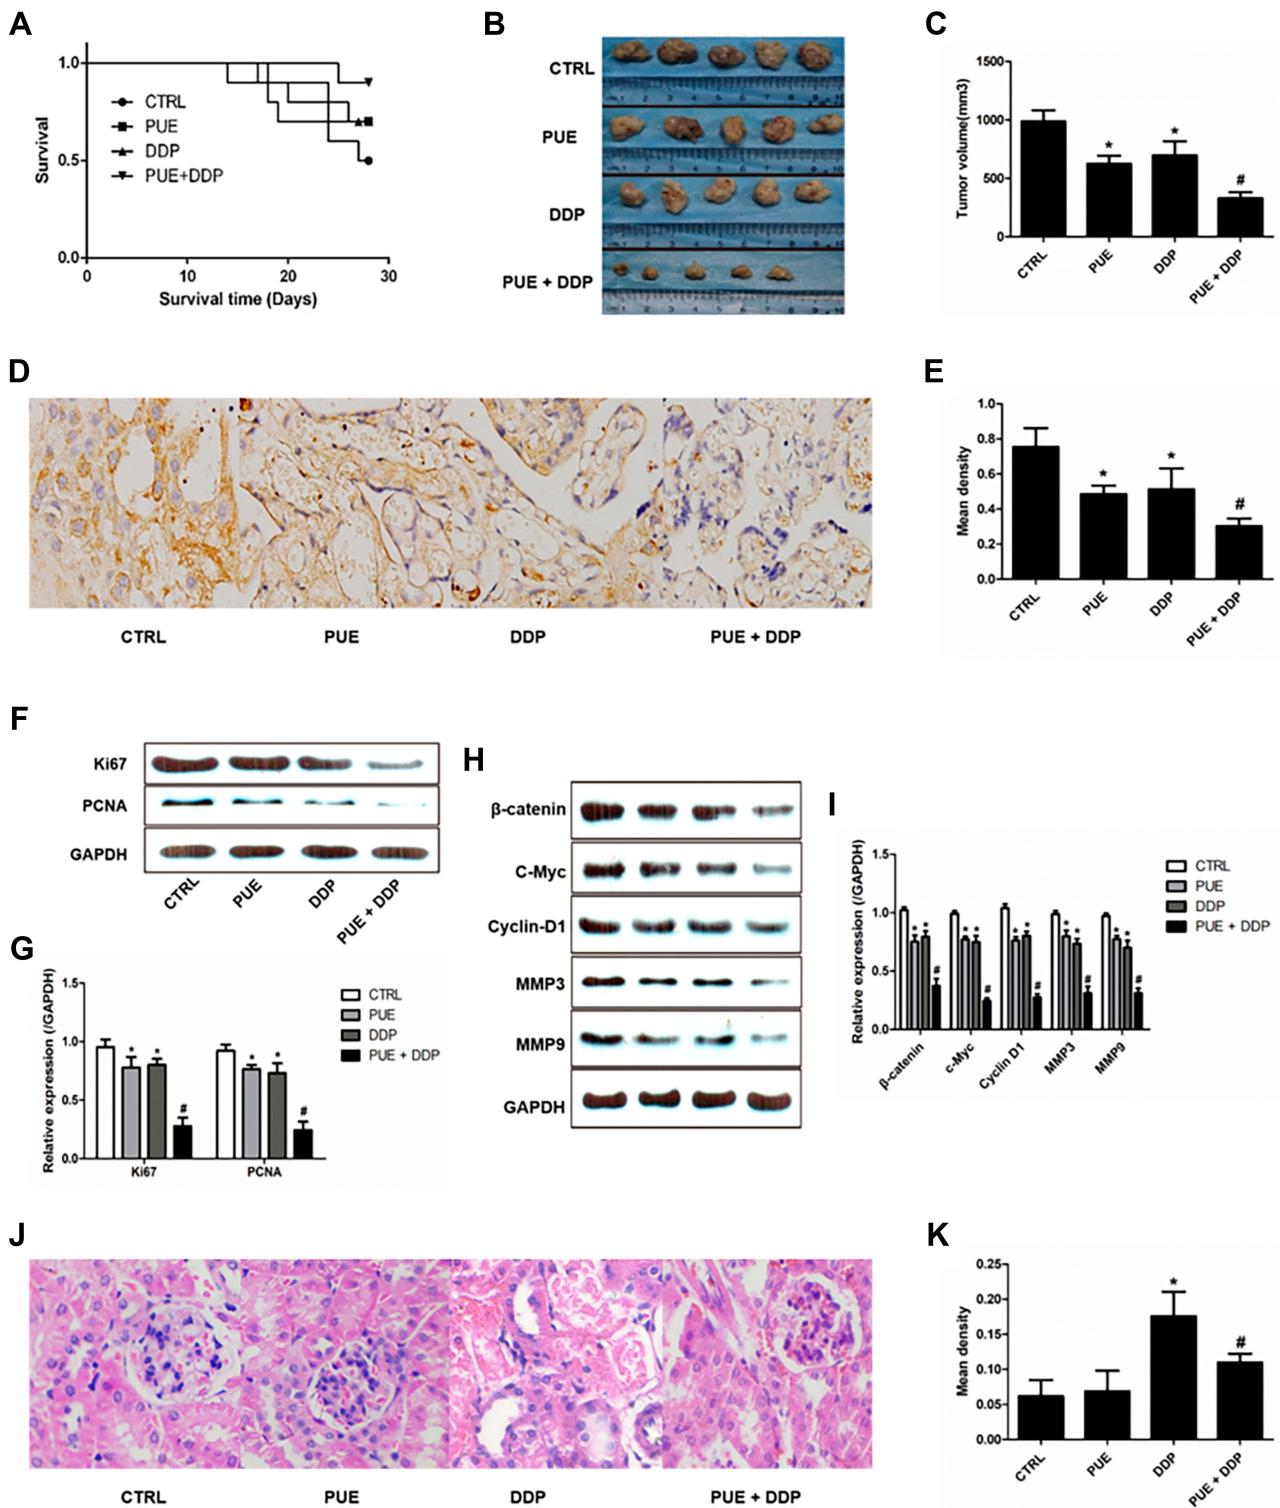 A
1.0
0.5
0.0
Survival
CTRL
PUE
DDP
PUE+DDP
0 10 20 30
Survival time (Days)
B
CTRL
PUE
DDP
PUE + DDP
C
1500
1000
500
0
Tumor volume(mm3)
*
*
#
CTRL
PUE
DDP
PUE + DDP
D
CTRL PUE DDP PUE + DDP
E
1.0
0.8
0.6
0.4
0.2
0.0
Mean density
*
*
#
CTRL
PUE
DDP
PUE + DDP
F
Ki67
PCNA
GAPDH
CTRL
PUE
DDP
PUE + DDP
G
1.5
1.0
0.5
0.0
Relative expression (/GAPDH)
* * #
* * #
Ki67 PCNA
CTRL
PUE
DDP
PUE + DDP
H
β-catenin
C-Myc
Cyclin-D1
MMP3
MMP9
GAPDH
I
1.5
1.0
0.5
0.0
Relative expression (/GAPDH)
* * #
* * #
* * #
* * #
* * #
β-catenin
c-Myc
Cyclin D1
MMP3
MMP9
CTRL
PUE
DDP
PUE + DDP
J
CTRL PUE DDP PUE + DDP
K
0.25
0.20
0.15
0.10
0.05
0.00
Mean density
*
#
CTRL
PUE
DDP
PUE + DDP